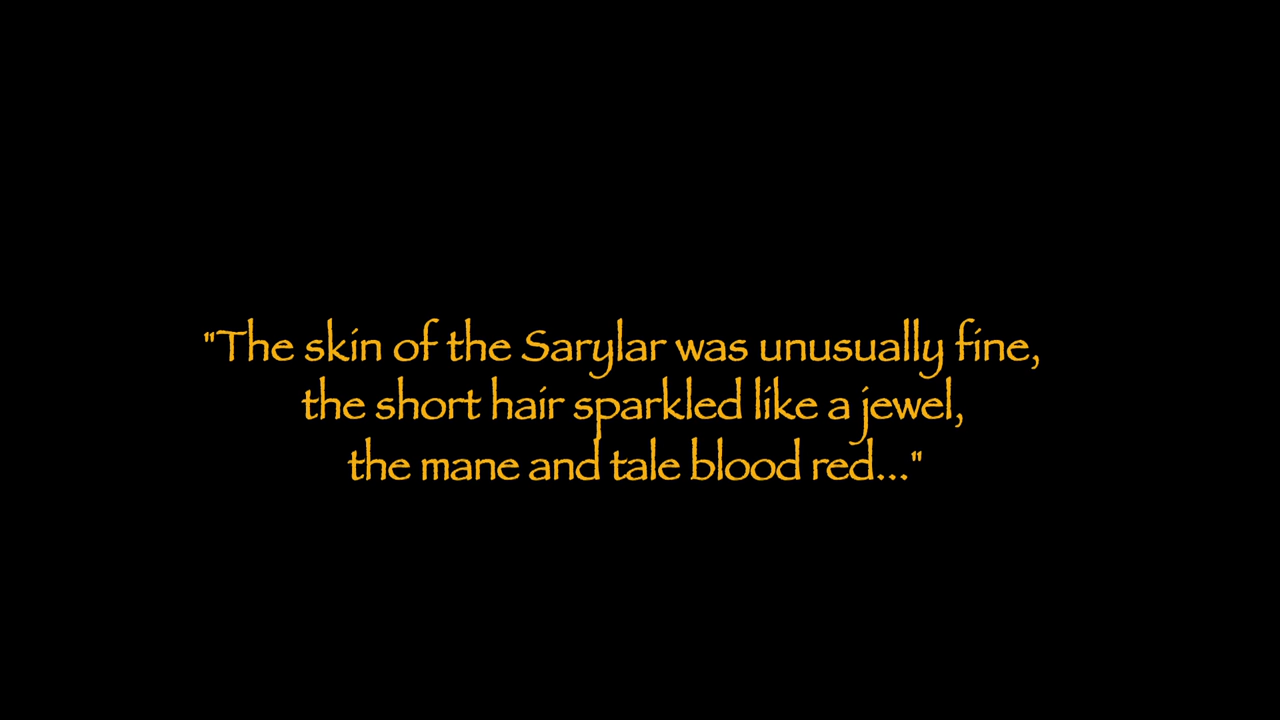 "The skin of the Sarylar was unusually fine,
the short hair sparkled like a jewel,
the mane and tale blood red..."